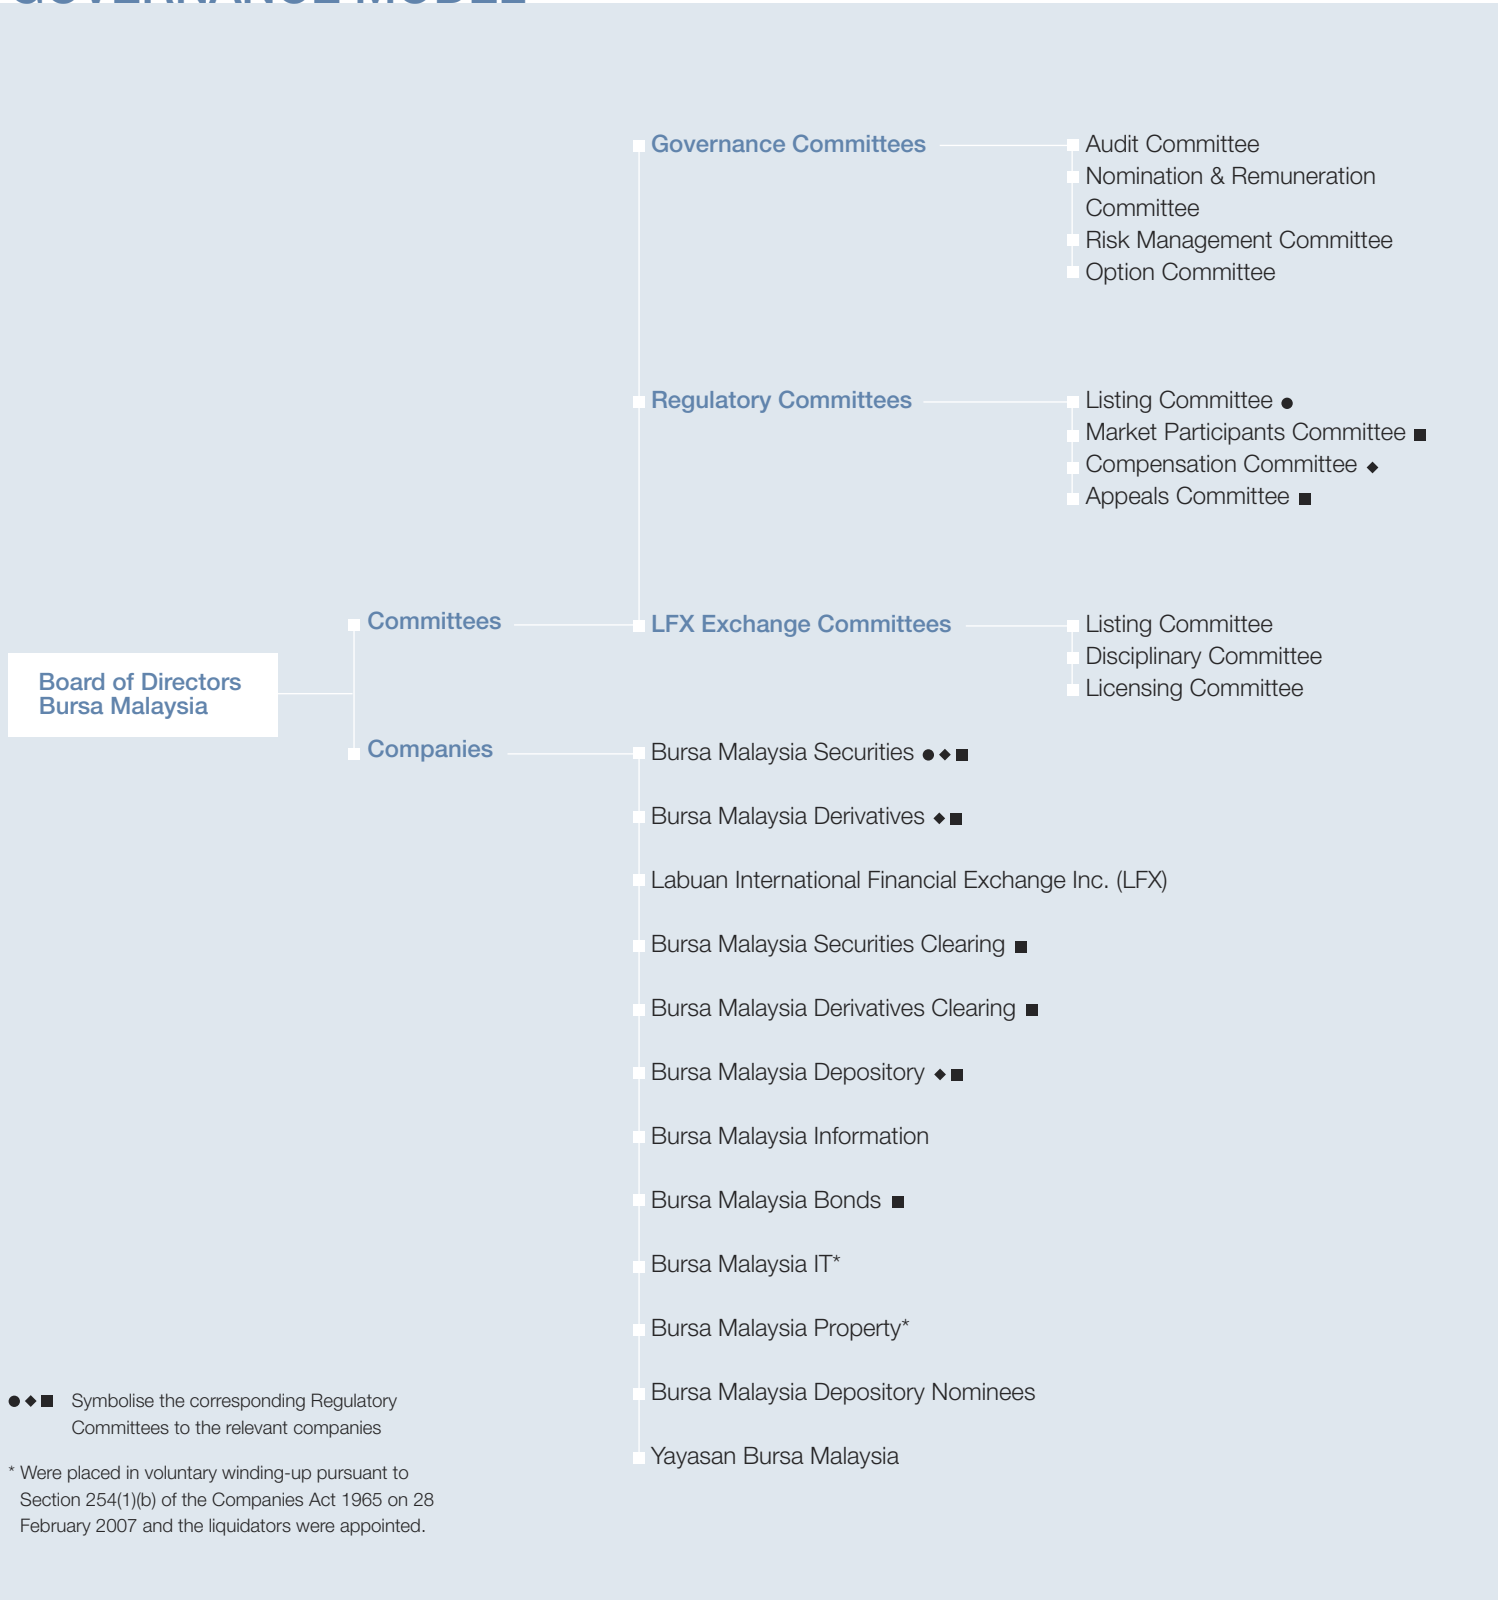 GOVERNANCE MODEL
Governance Committees
Audit Committee
Nomination & Remuneration
Committee
Risk Management Committee
Option Committee
Regulatory Committees
Listing Committee ●
Market Participants Committee ■
Compensation Committee ◆
Appeals Committee ■
Committees
LFX Exchange Committees
Listing Committee
Disciplinary Committee
Licensing Committee
Board of Directors
Bursa Malaysia
Companies
Bursa Malaysia Securities ●◆■
Bursa Malaysia Derivatives ◆■
Labuan International Financial Exchange Inc. (LFX)
Bursa Malaysia Securities Clearing ■
Bursa Malaysia Derivatives Clearing ■
Bursa Malaysia Depository ◆■
Bursa Malaysia Information
Bursa Malaysia Bonds ■
Bursa Malaysia IT*
Bursa Malaysia Property*
Bursa Malaysia Depository Nominees
Yayasan Bursa Malaysia
●◆■ Symbolise the corresponding Regulatory
Committees to the relevant companies
* Were placed in voluntary winding-up pursuant to
Section 254(1)(b) of the Companies Act 1965 on 28
February 2007 and the liquidators were appointed.